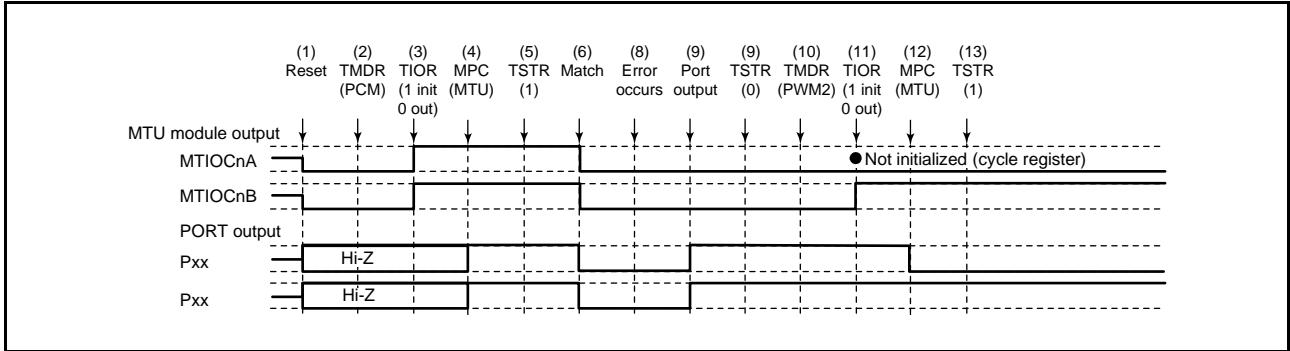 (1) (2) (3) (4) (5) (6) (8) (9) (9) (10) (11) (12) (13)
Reset TMDR TIOR MPC TSTR Match Error Port TSTR TMDR TIOR MPC TSTR
(PCM) (1 init (MTU) (1) occurs output (0) (PWM2) (1 init (MTU) (1)
0 out) 0 out)
MTU module output
MTIOCnA ● Not initialized (cycle register)
MTIOCnB
PORT output
Pxx Hi-Z
Pxx Hi-Z